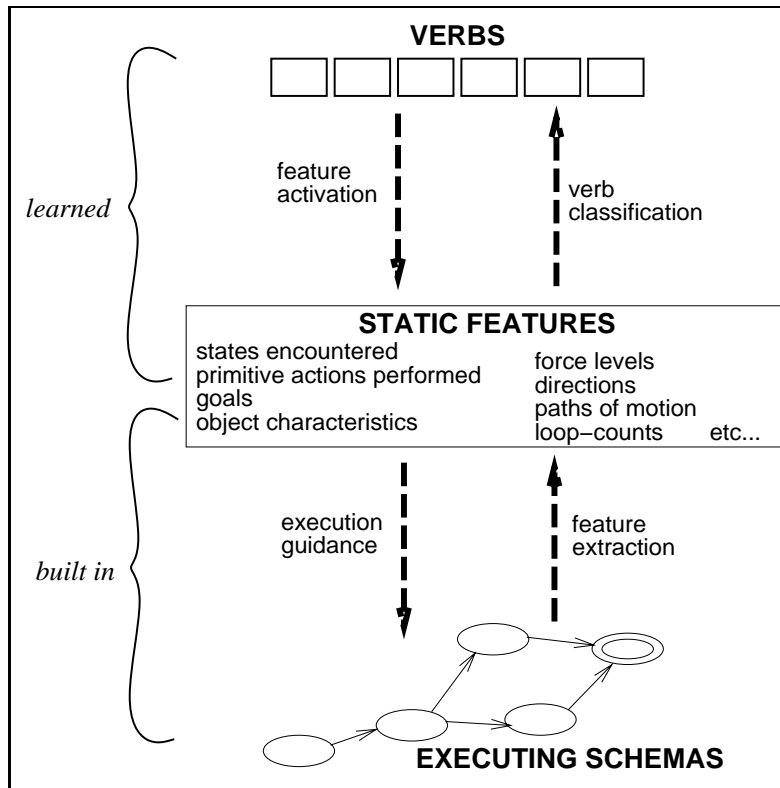 VERBS
feature
activation
verb
classification
learned
STATIC FEATURES
states encountered
primitive actions performed
goals
object characteristics
force levels
directions
paths of motion
loop−counts etc...
execution
guidance
feature
extraction
built in
EXECUTING SCHEMAS